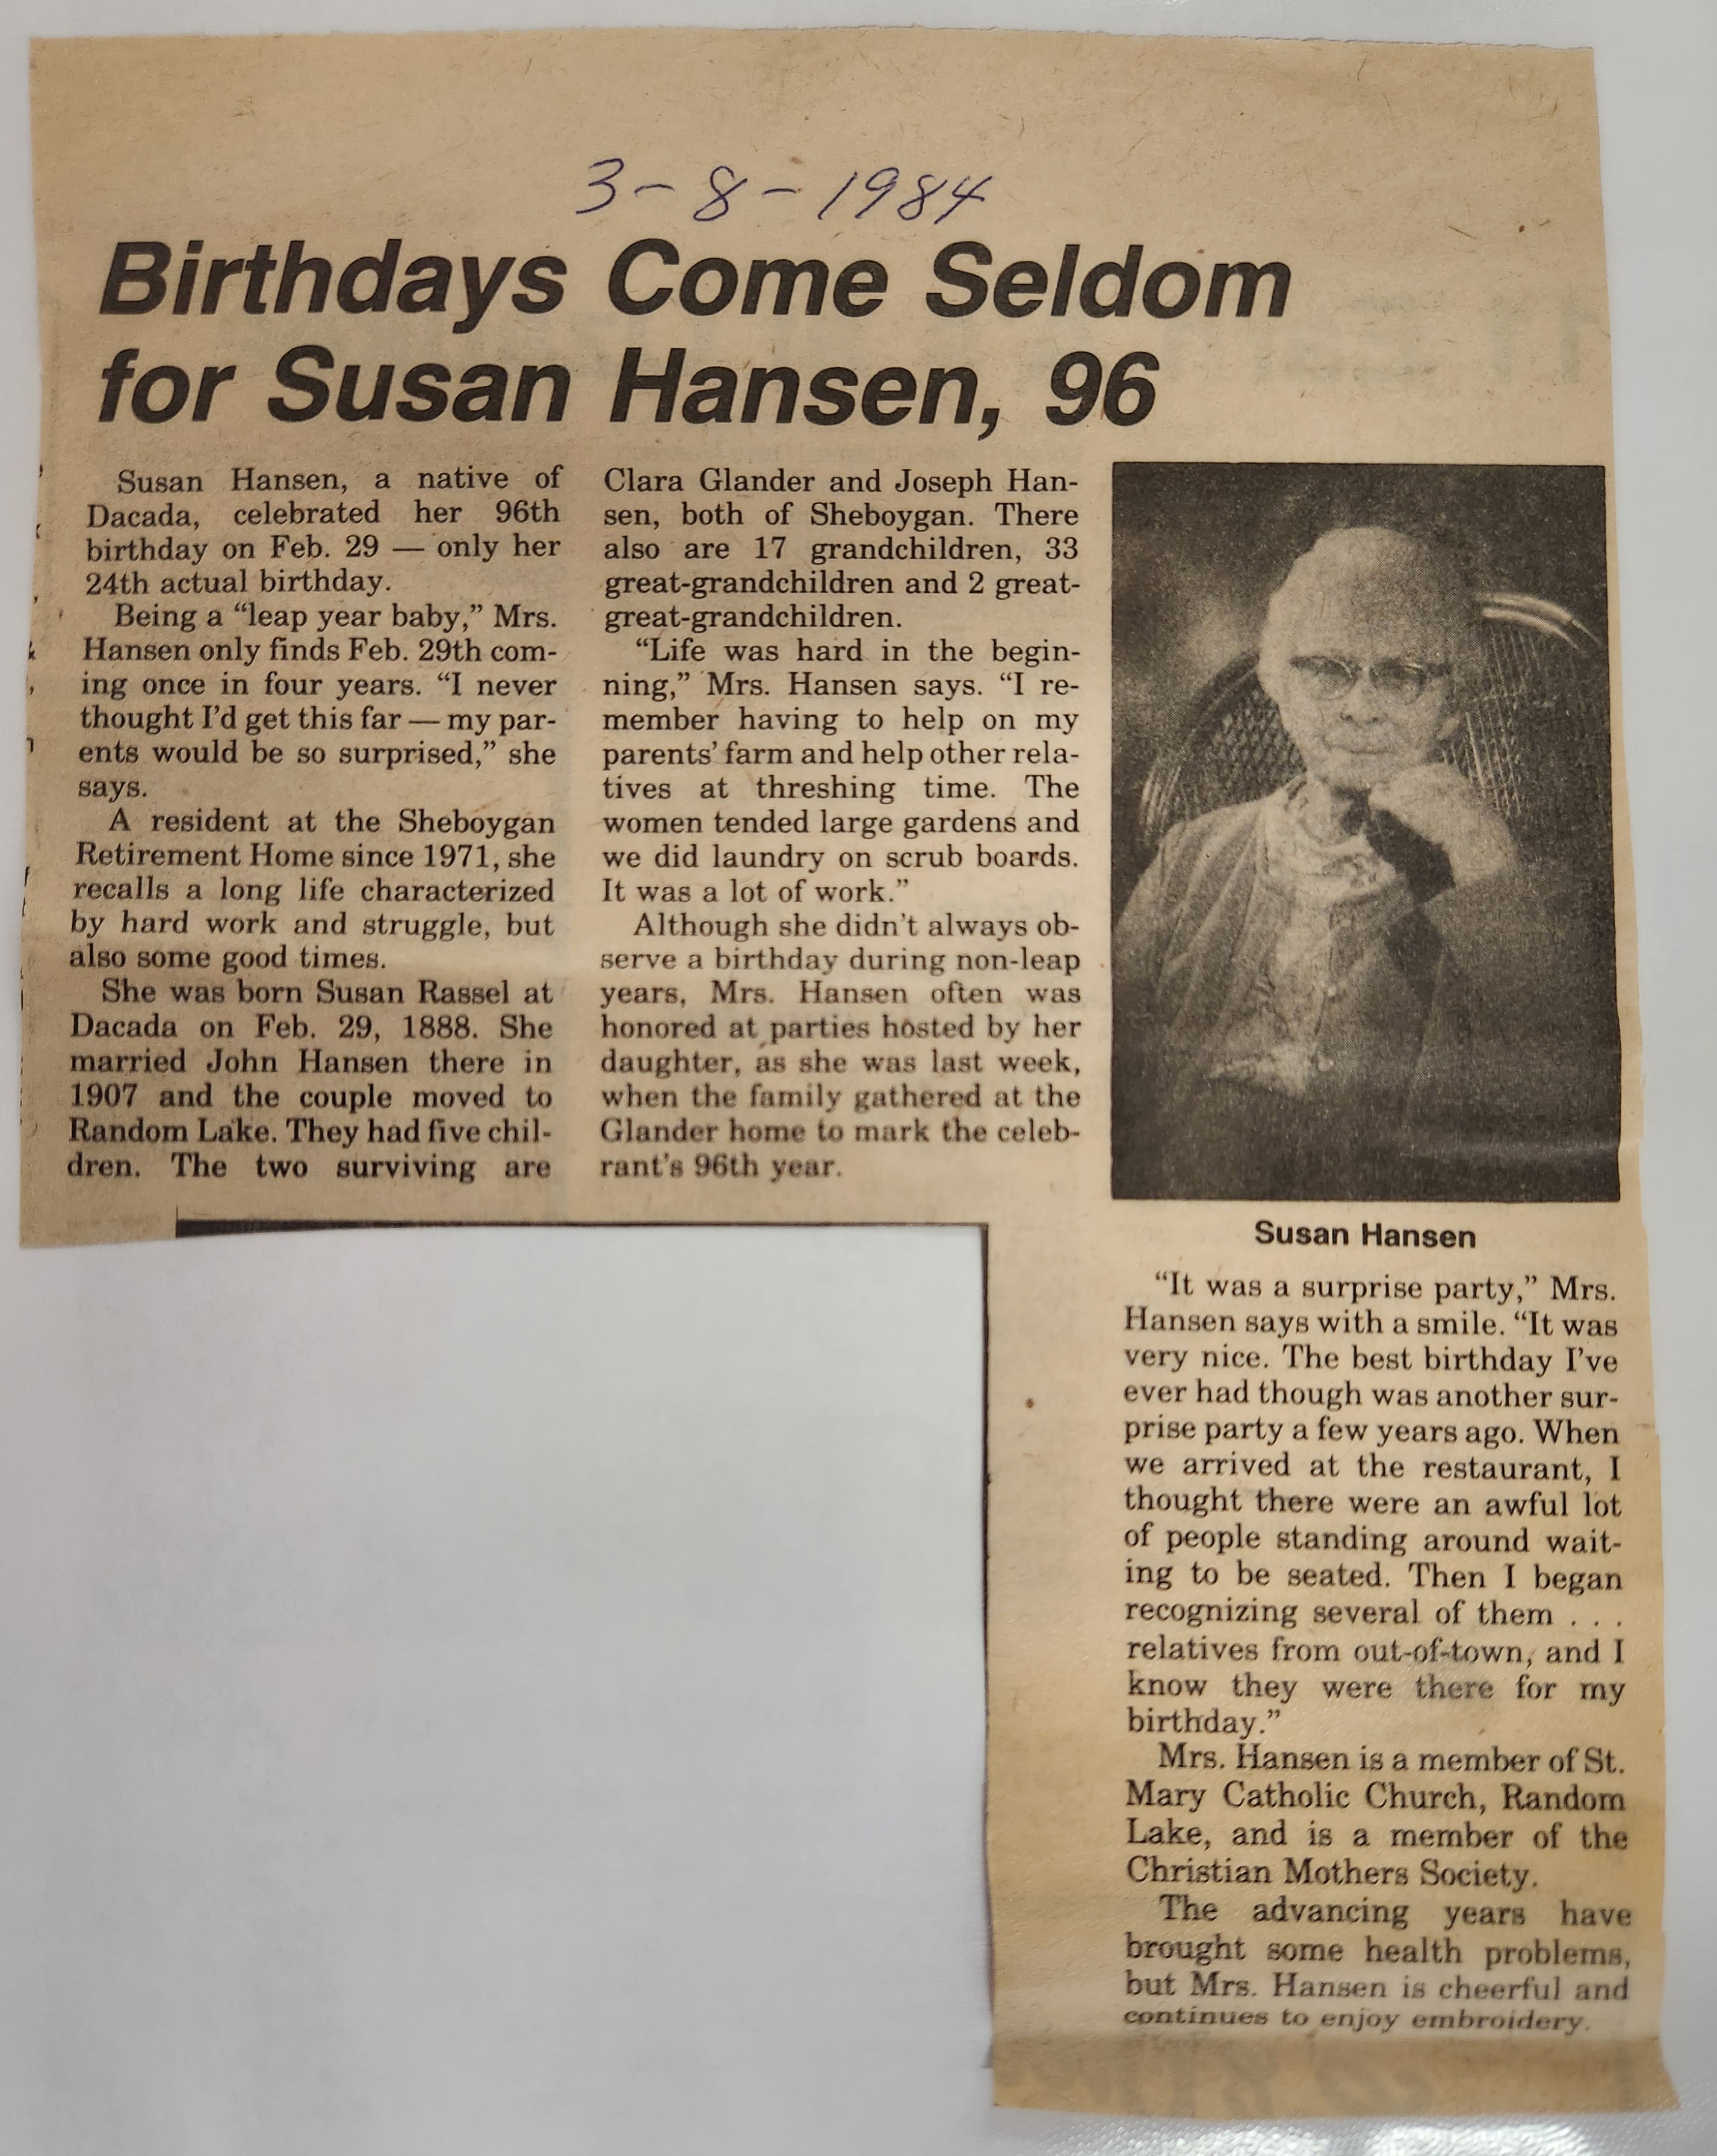 3-8-1984
Birthdays Come Seldom
for Susan Hansen, 96
Susan Hansen, a native of
Dacada, celebrated her 96th
birthday on Feb. 29 — only her
24th actual birthday.
Being a “leap year baby,” Mrs.
Hansen only finds Feb. 29th com-
ing once in four years. “I never
thought I’d get this far — my par-
ents would be so surprised,” she
says.
A resident at the Sheboygan
Retirement Home since 1971, she
recalls a long life characterized
by hard work and struggle, but
also some good times.
She was born Susan Rassel at
Dacada on Feb. 29, 1888. She
married John Hansen there in
1907 and the couple moved to
Random Lake. They had five chil-
dren. The two surviving are
Clara Glander and Joseph Han-
sen, both of Sheboygan. There
also are 17 grandchildren, 33
great-grandchildren and 2 great-
great-grandchildren.
“Life was hard in the begin-
ning,” Mrs. Hansen says. “I re-
member having to help on my
parents’ farm and help other rela-
tives at threshing time. The
women tended large gardens and
we did laundry on scrub boards.
It was a lot of work.”
Although she didn’t always ob-
serve a birthday during non-leap
years, Mrs. Hansen often was
honored at parties hosted by her
daughter, as she was last week,
when the family gathered at the
Glander home to mark the celeb-
rant’s 96th year.
Susan Hansen
“It was a surprise party,” Mrs.
Hansen says with a smile. “It was
very nice. The best birthday I’ve
ever had though was another sur-
prise party a few years ago. When
we arrived at the restaurant, I
thought there were an awful lot
of people standing around wait-
ing to be seated. Then I began
recognizing several of them . . .
relatives from out-of-town, and I
know they were there for my
birthday.”
Mrs. Hansen is a member of St.
Mary Catholic Church, Random
Lake, and is a member of the
Christian Mothers Society.
The advancing years have
brought some health problems,
but Mrs. Hansen is cheerful and
continues to enjoy embroidery.